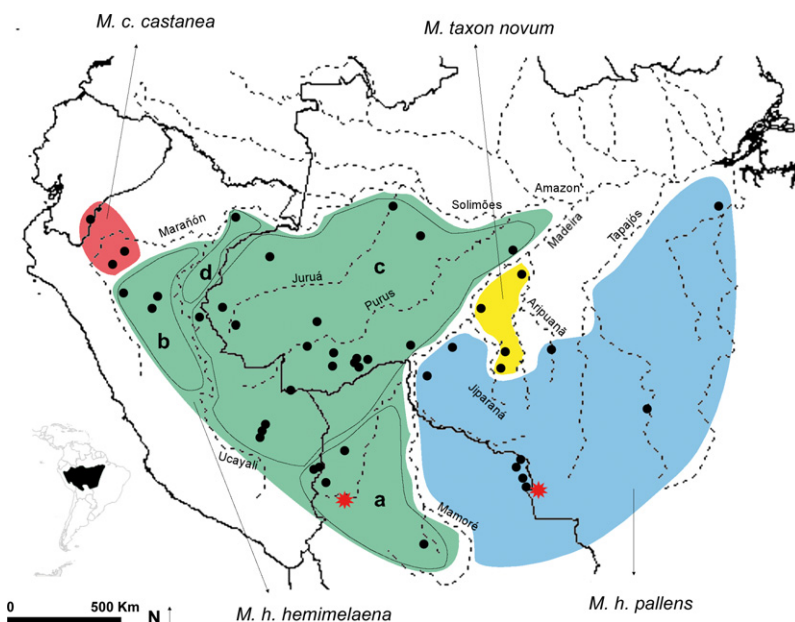 M. c. castanea
M. taxon novum
Solimões
Amazon
Marañón
Madeira
Tapajós
d
c
Juruá
Purus
Aripuanã
b
Jiparaná
Ucayali
a
Mamoré
0 500 Km
N
M. h. hemimelaena
M. h. pallens